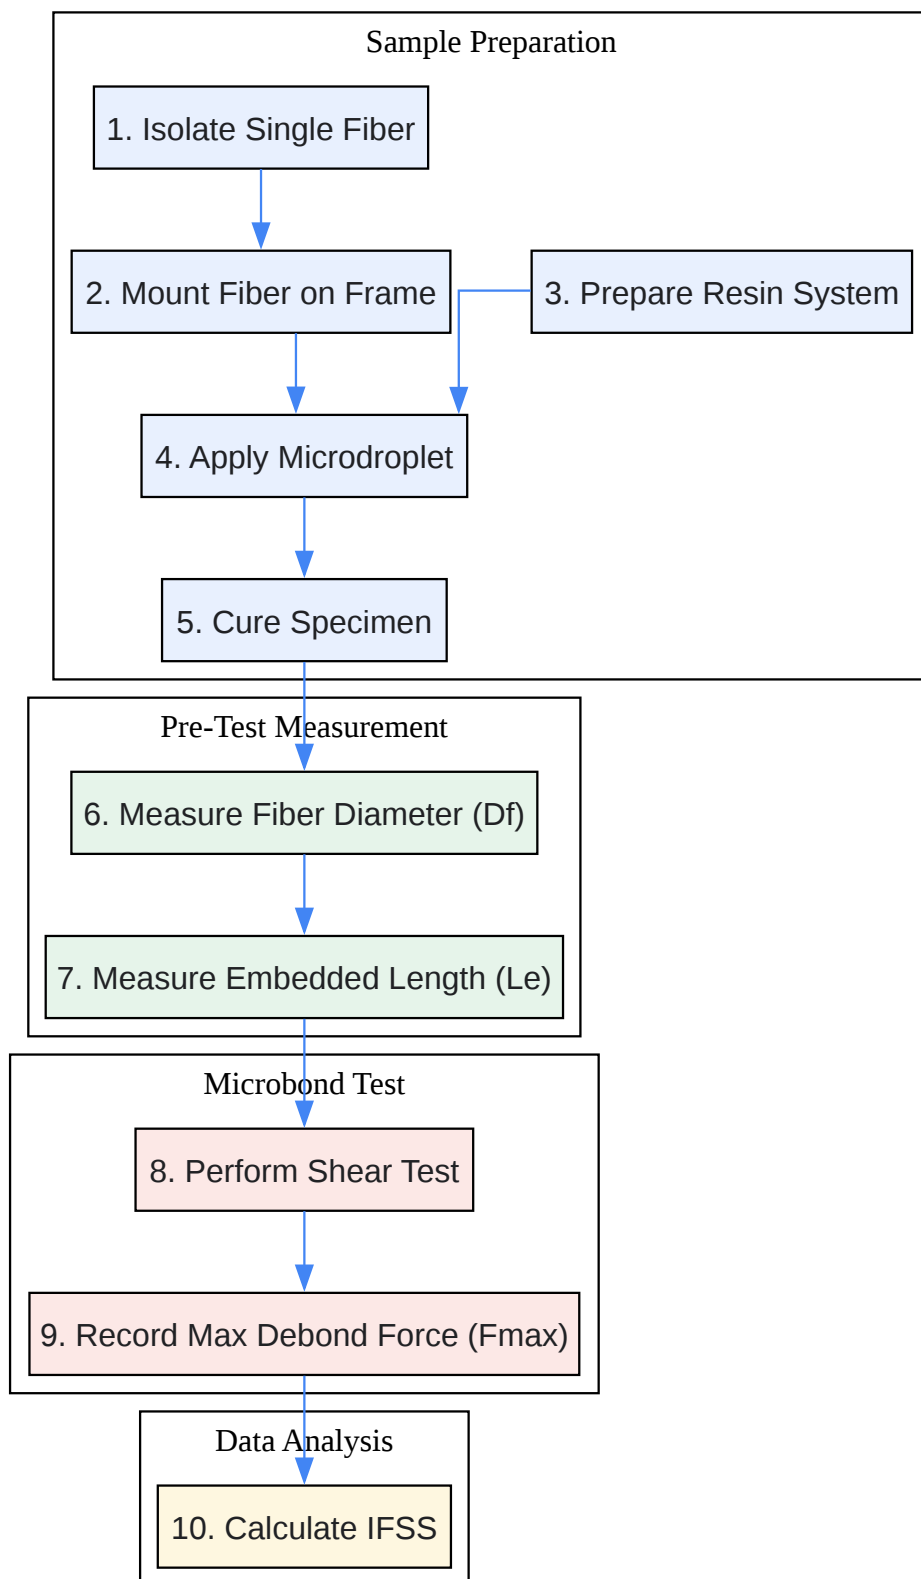 Sample Preparation
1. Isolate Single Fiber
2. Mount Fiber on Frame
3. Prepare Resin System
4. Apply Microdroplet
5. Cure Specimen
Pre-Test Measurement
6. Measure Fiber Diameter (Df)
7. Measure Embedded Length (Le)
Microbond Test
8. Perform Shear Test
9. Record Max Debond Force (Fmax)
Data Analysis
10. Calculate IFSS